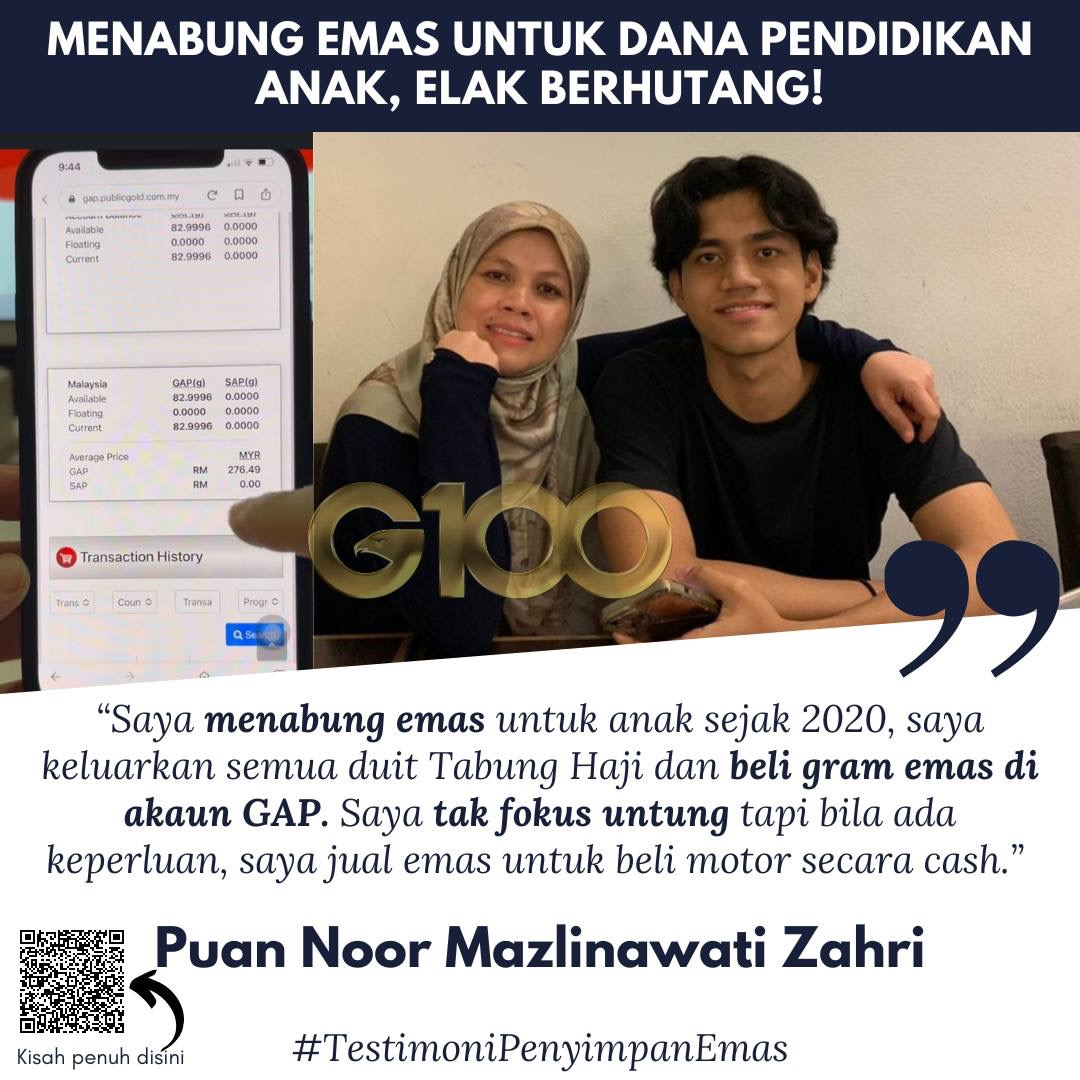 MENABUNG EMAS UNTUK DANA PENDIDIKAN
ANAK, ELAK BERHUTANG!
9:44
gap.publicgold.com.my
Available 82.9996 0.0000
Floating 0.0000 0.0000
Current 82.9996 0.0000
Malaysia GAP(g) SAP(g)
Available 82.9996 0.0000
Floating 0.0000 0.0000
Current 82.9996 0.0000
Average Price MYR
GAP RM 276.49
SAP RM 0.00
Transaction History
Trans Coun Transa Progr
G100
“Saya menabung emas untuk anak sejak 2020, saya
keluarkan semua duit Tabung Haji dan beli gram emas di
akaun GAP. Saya tak fokus untung tapi bila ada
keperluan, saya jual emas untuk beli motor secara cash.”
Puan Noor Mazlinawati Zahri
Kisah penuh disini
#TestimoniPenyimpanEmas